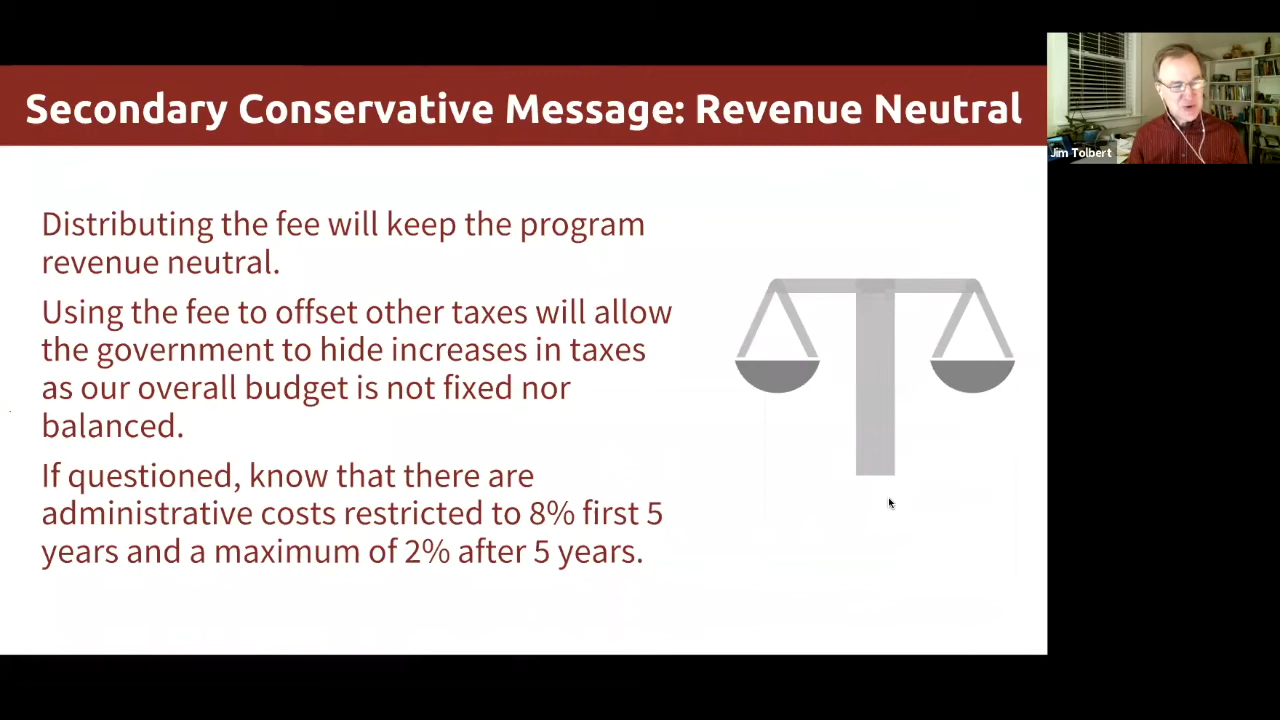 Secondary Conservative Message: Revenue Neutral
Jim Tolbert
Distributing the fee will keep the program
revenue neutral.
Using the fee to offset other taxes will allow
the government to hide increases in taxes
as our overall budget is not fixed nor
balanced.
If questioned, know that there are
administrative costs restricted to 8% first 5
years and a maximum of 2% after 5 years.